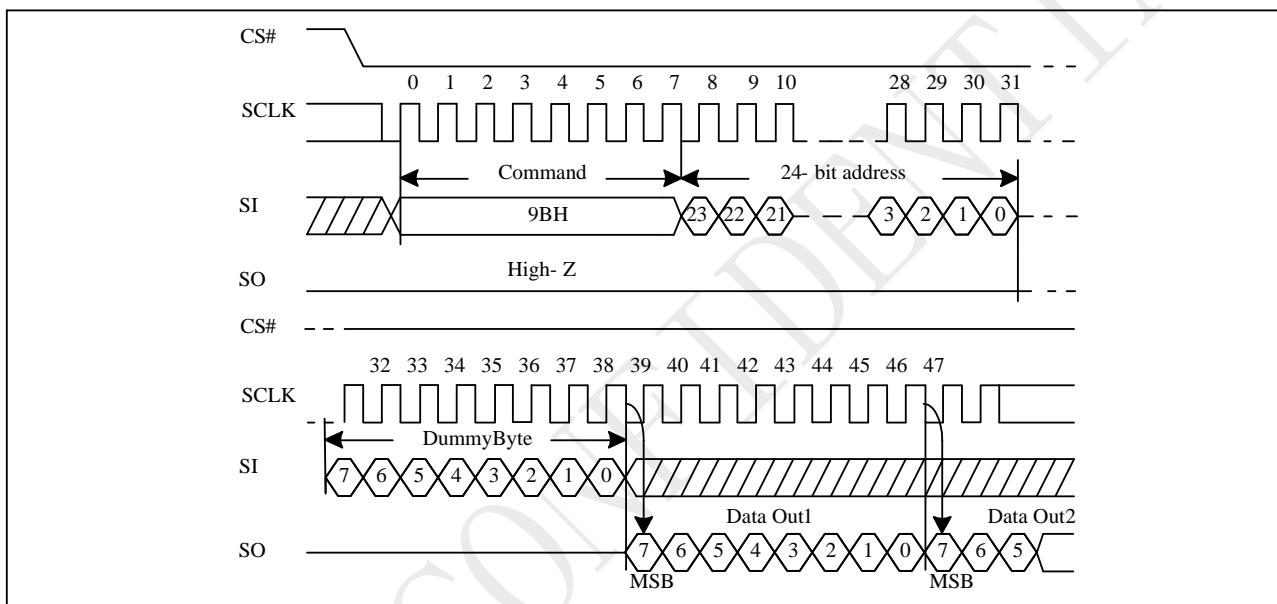 CS#
0 1 2 3 4 5 6 7 8 9 10 28 29 30 31
SCLK
Command 24- bit address
SI 9BH 23 22 21 3 2 1 0
High- Z
SO
CS#
32 33 34 35 36 37 38 39 40 41 42 43 44 45 46 47
SCLK
DummyByte
SI 7 6 5 4 3 2 1 0
Data Out1 Data Out2
SO 7 6 5 4 3 2 1 0 7 6 5
MSB MSB